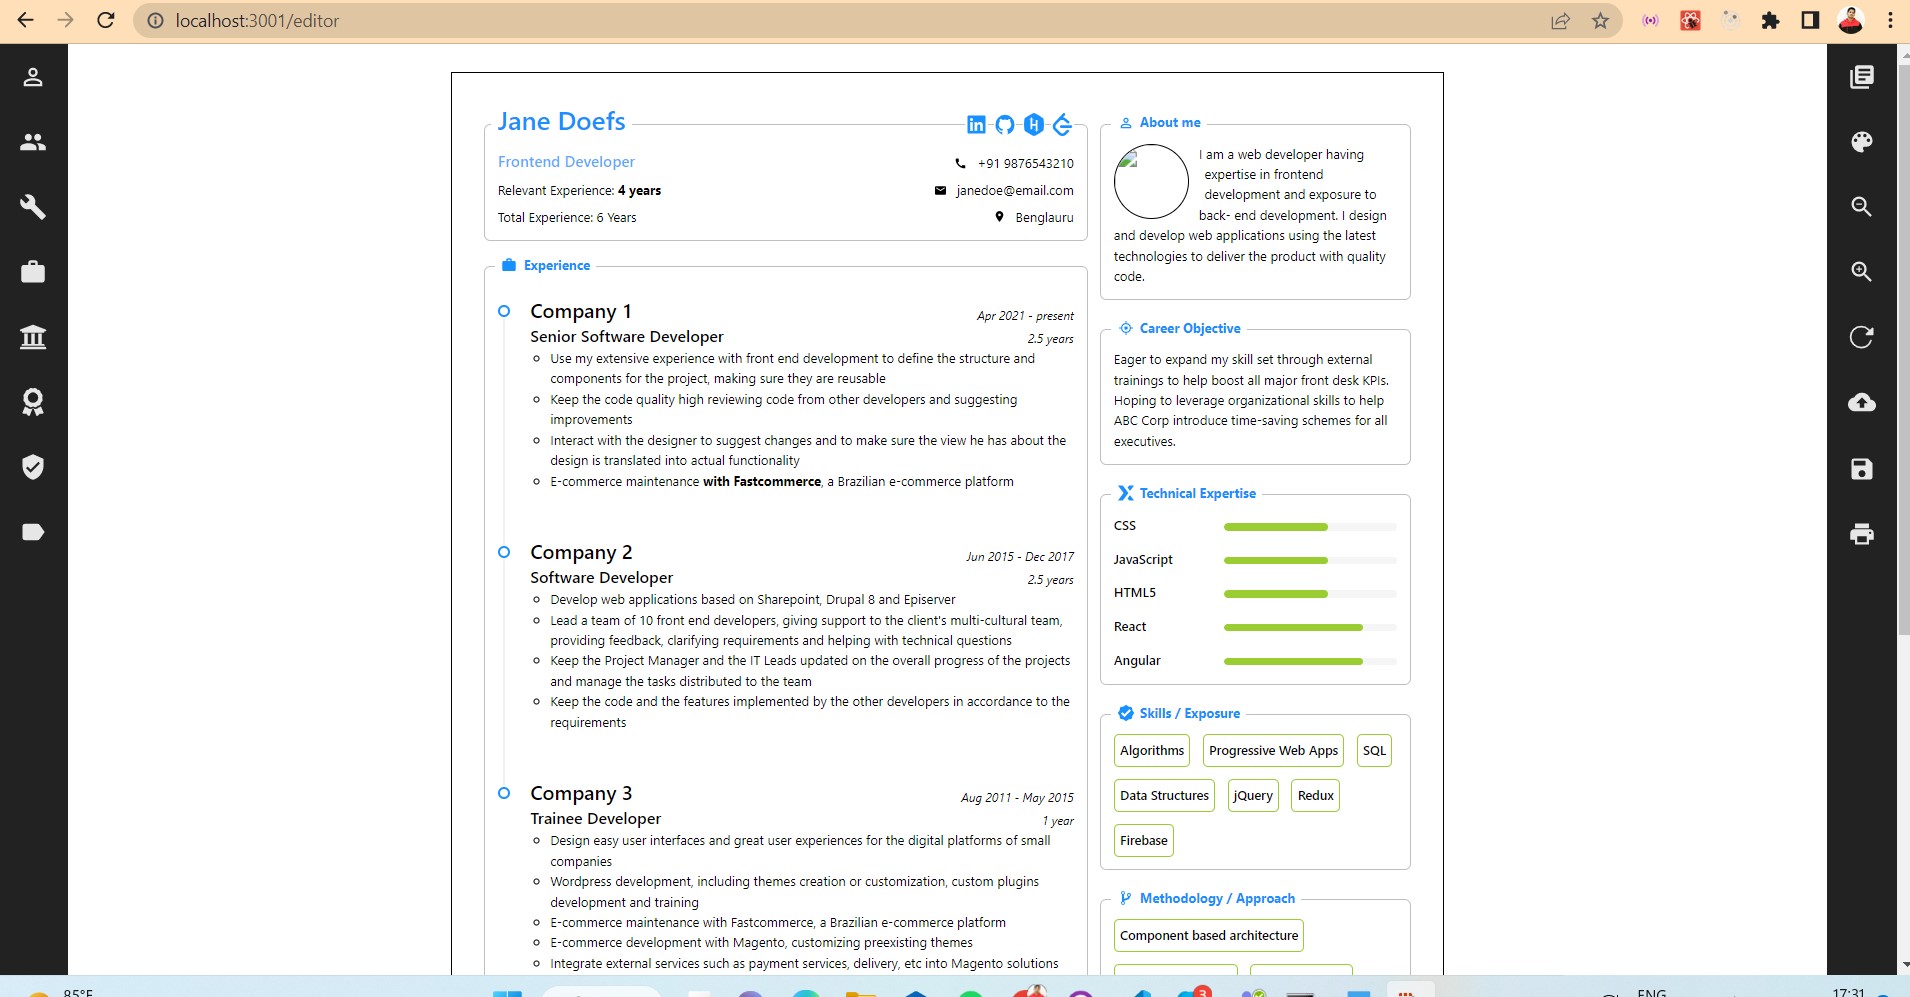 localhost:3001/editor
Jane Doefs
Frontend Developer
+91 9876543210
Relevant Experience: 4 years
janedoe@email.com
Total Experience: 6 Years
Benglauru
Experience
Company 1
Apr 2021 - present
Senior Software Developer
2.5 years
Use my extensive experience with front end development to define the structure and
components for the project, making sure they are reusable
Keep the code quality high reviewing code from other developers and suggesting
improvements
Interact with the designer to suggest changes and to make sure the view he has about the
design is translated into actual functionality
E-commerce maintenance with Fastcommerce, a Brazilian e-commerce platform
Company 2
Jun 2015 - Dec 2017
Software Developer
2.5 years
Develop web applications based on Sharepoint, Drupal 8 and Episerver
Lead a team of 10 front end developers, giving support to the client's multi-cultural team,
providing feedback, clarifying requirements and helping with technical questions
Keep the Project Manager and the IT Leads updated on the overall progress of the projects
and manage the tasks distributed to the team
Keep the code and the features implemented by the other developers in accordance to the
requirements
Company 3
Aug 2011 - May 2015
Trainee Developer
1 year
Design easy user interfaces and great user experiences for the digital platforms of small
companies
Wordpress development, including themes creation or customization, custom plugins
development and training
E-commerce maintenance with Fastcommerce, a Brazilian e-commerce platform
E-commerce development with Magento, customizing preexisting themes
Integrate external services such as payment services, delivery, etc into Magento solutions
About me
I am a web developer having
expertise in frontend
development and exposure to
back- end development. I design
and develop web applications using the latest
technologies to deliver the product with quality
code.
Career Objective
Eager to expand my skill set through external
trainings to help boost all major front desk KPIs.
Hoping to leverage organizational skills to help
ABC Corp introduce time-saving schemes for all
executives.
Technical Expertise
CSS
JavaScript
HTML5
React
Angular
Skills / Exposure
Algorithms Progressive Web Apps SQL
Data Structures jQuery Redux
Firebase
Methodology / Approach
Component based architecture
85°F
3
ENG
17:31